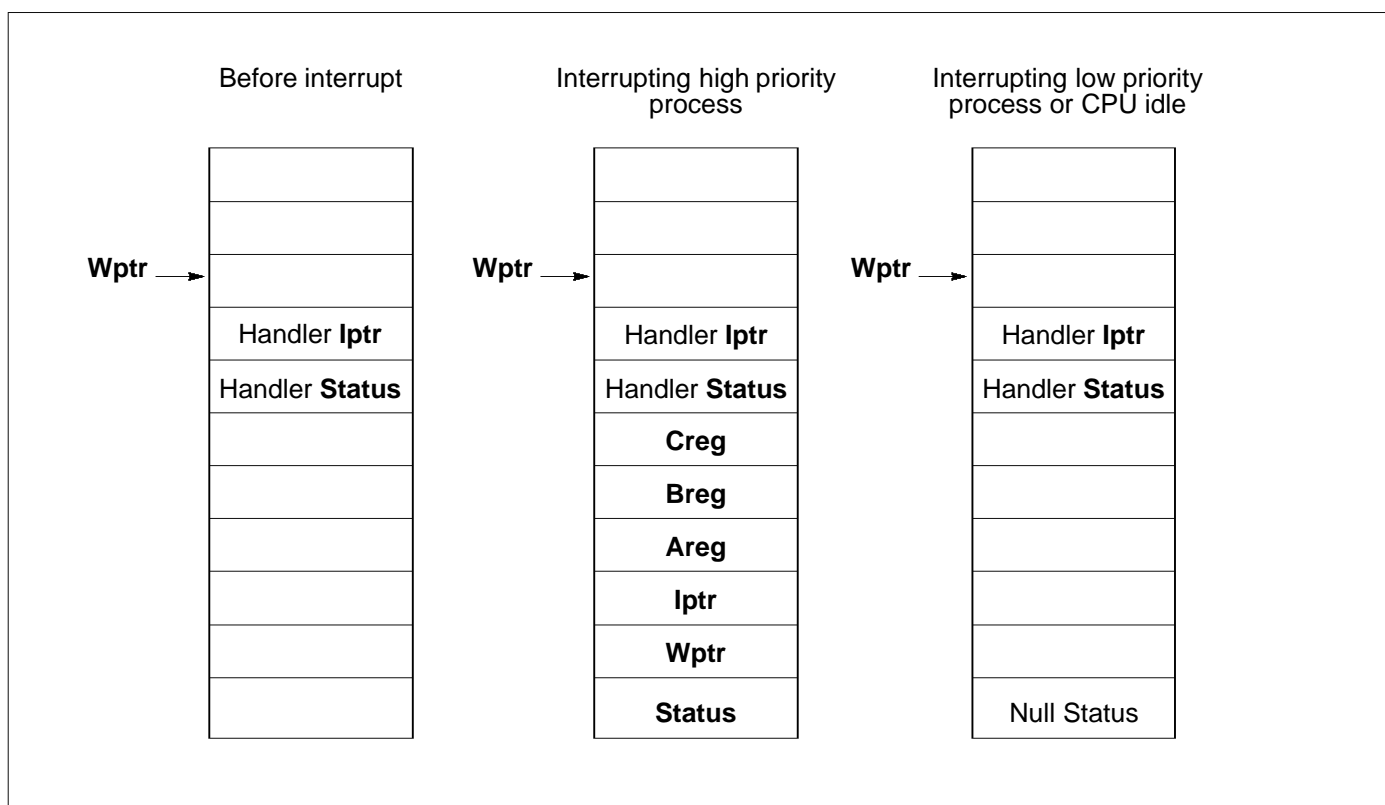 Before interrupt
Interrupting high priority
process
Interrupting low priority
process or CPU idle
Wptr
Handler Iptr
Handler Status
Wptr
Handler Iptr
Handler Status
Creg
Breg
Areg
Iptr
Wptr
Status
Wptr
Handler Iptr
Handler Status
Null Status